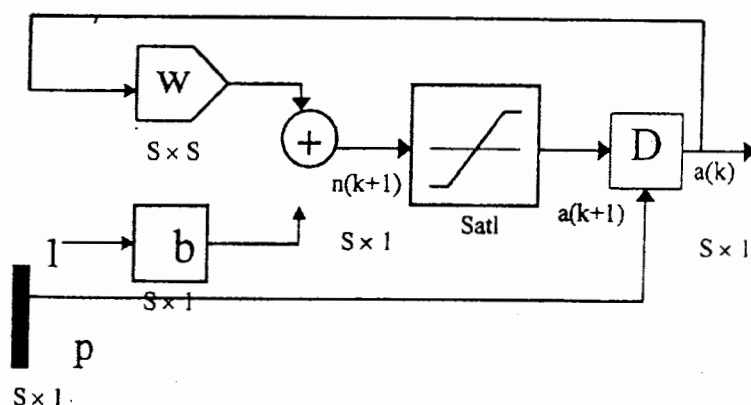 W
S × S
+
n(k+1)
Satl
a(k+1)
D
a(k)
1
b
S × 1
S × 1
S × 1
p
S × 1